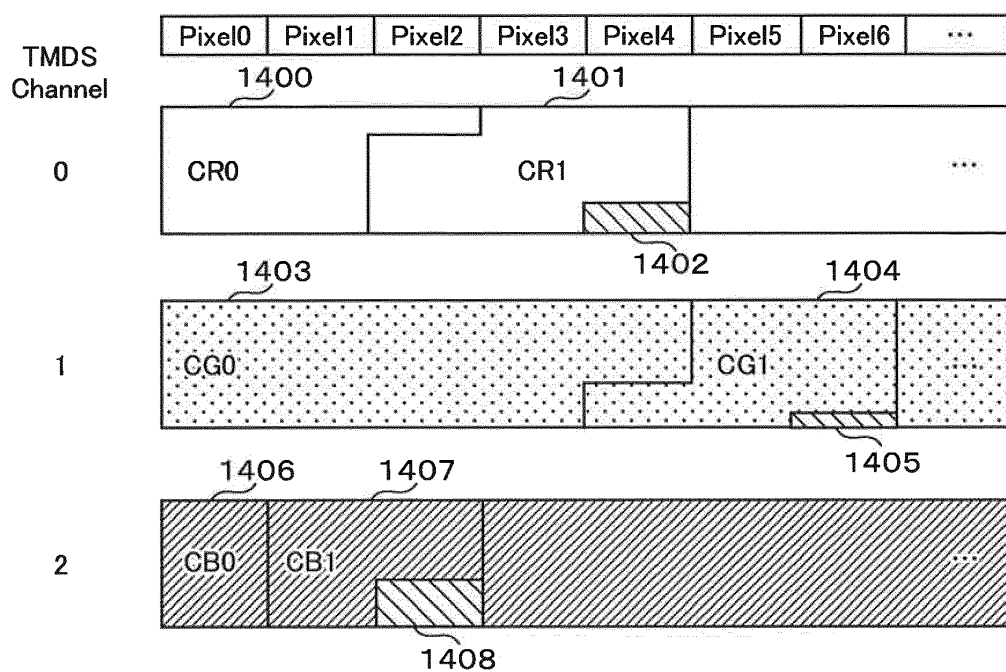 Pixel0 Pixel1 Pixel2 Pixel3 Pixel4 Pixel5 Pixel6 ···
TMDS
Channel
1400 1401
0 CR0 CR1 ···
1402
1403 1404
1 CG0 CG1 ···
1405
1406 1407
2 CB0 CB1 ···
1408